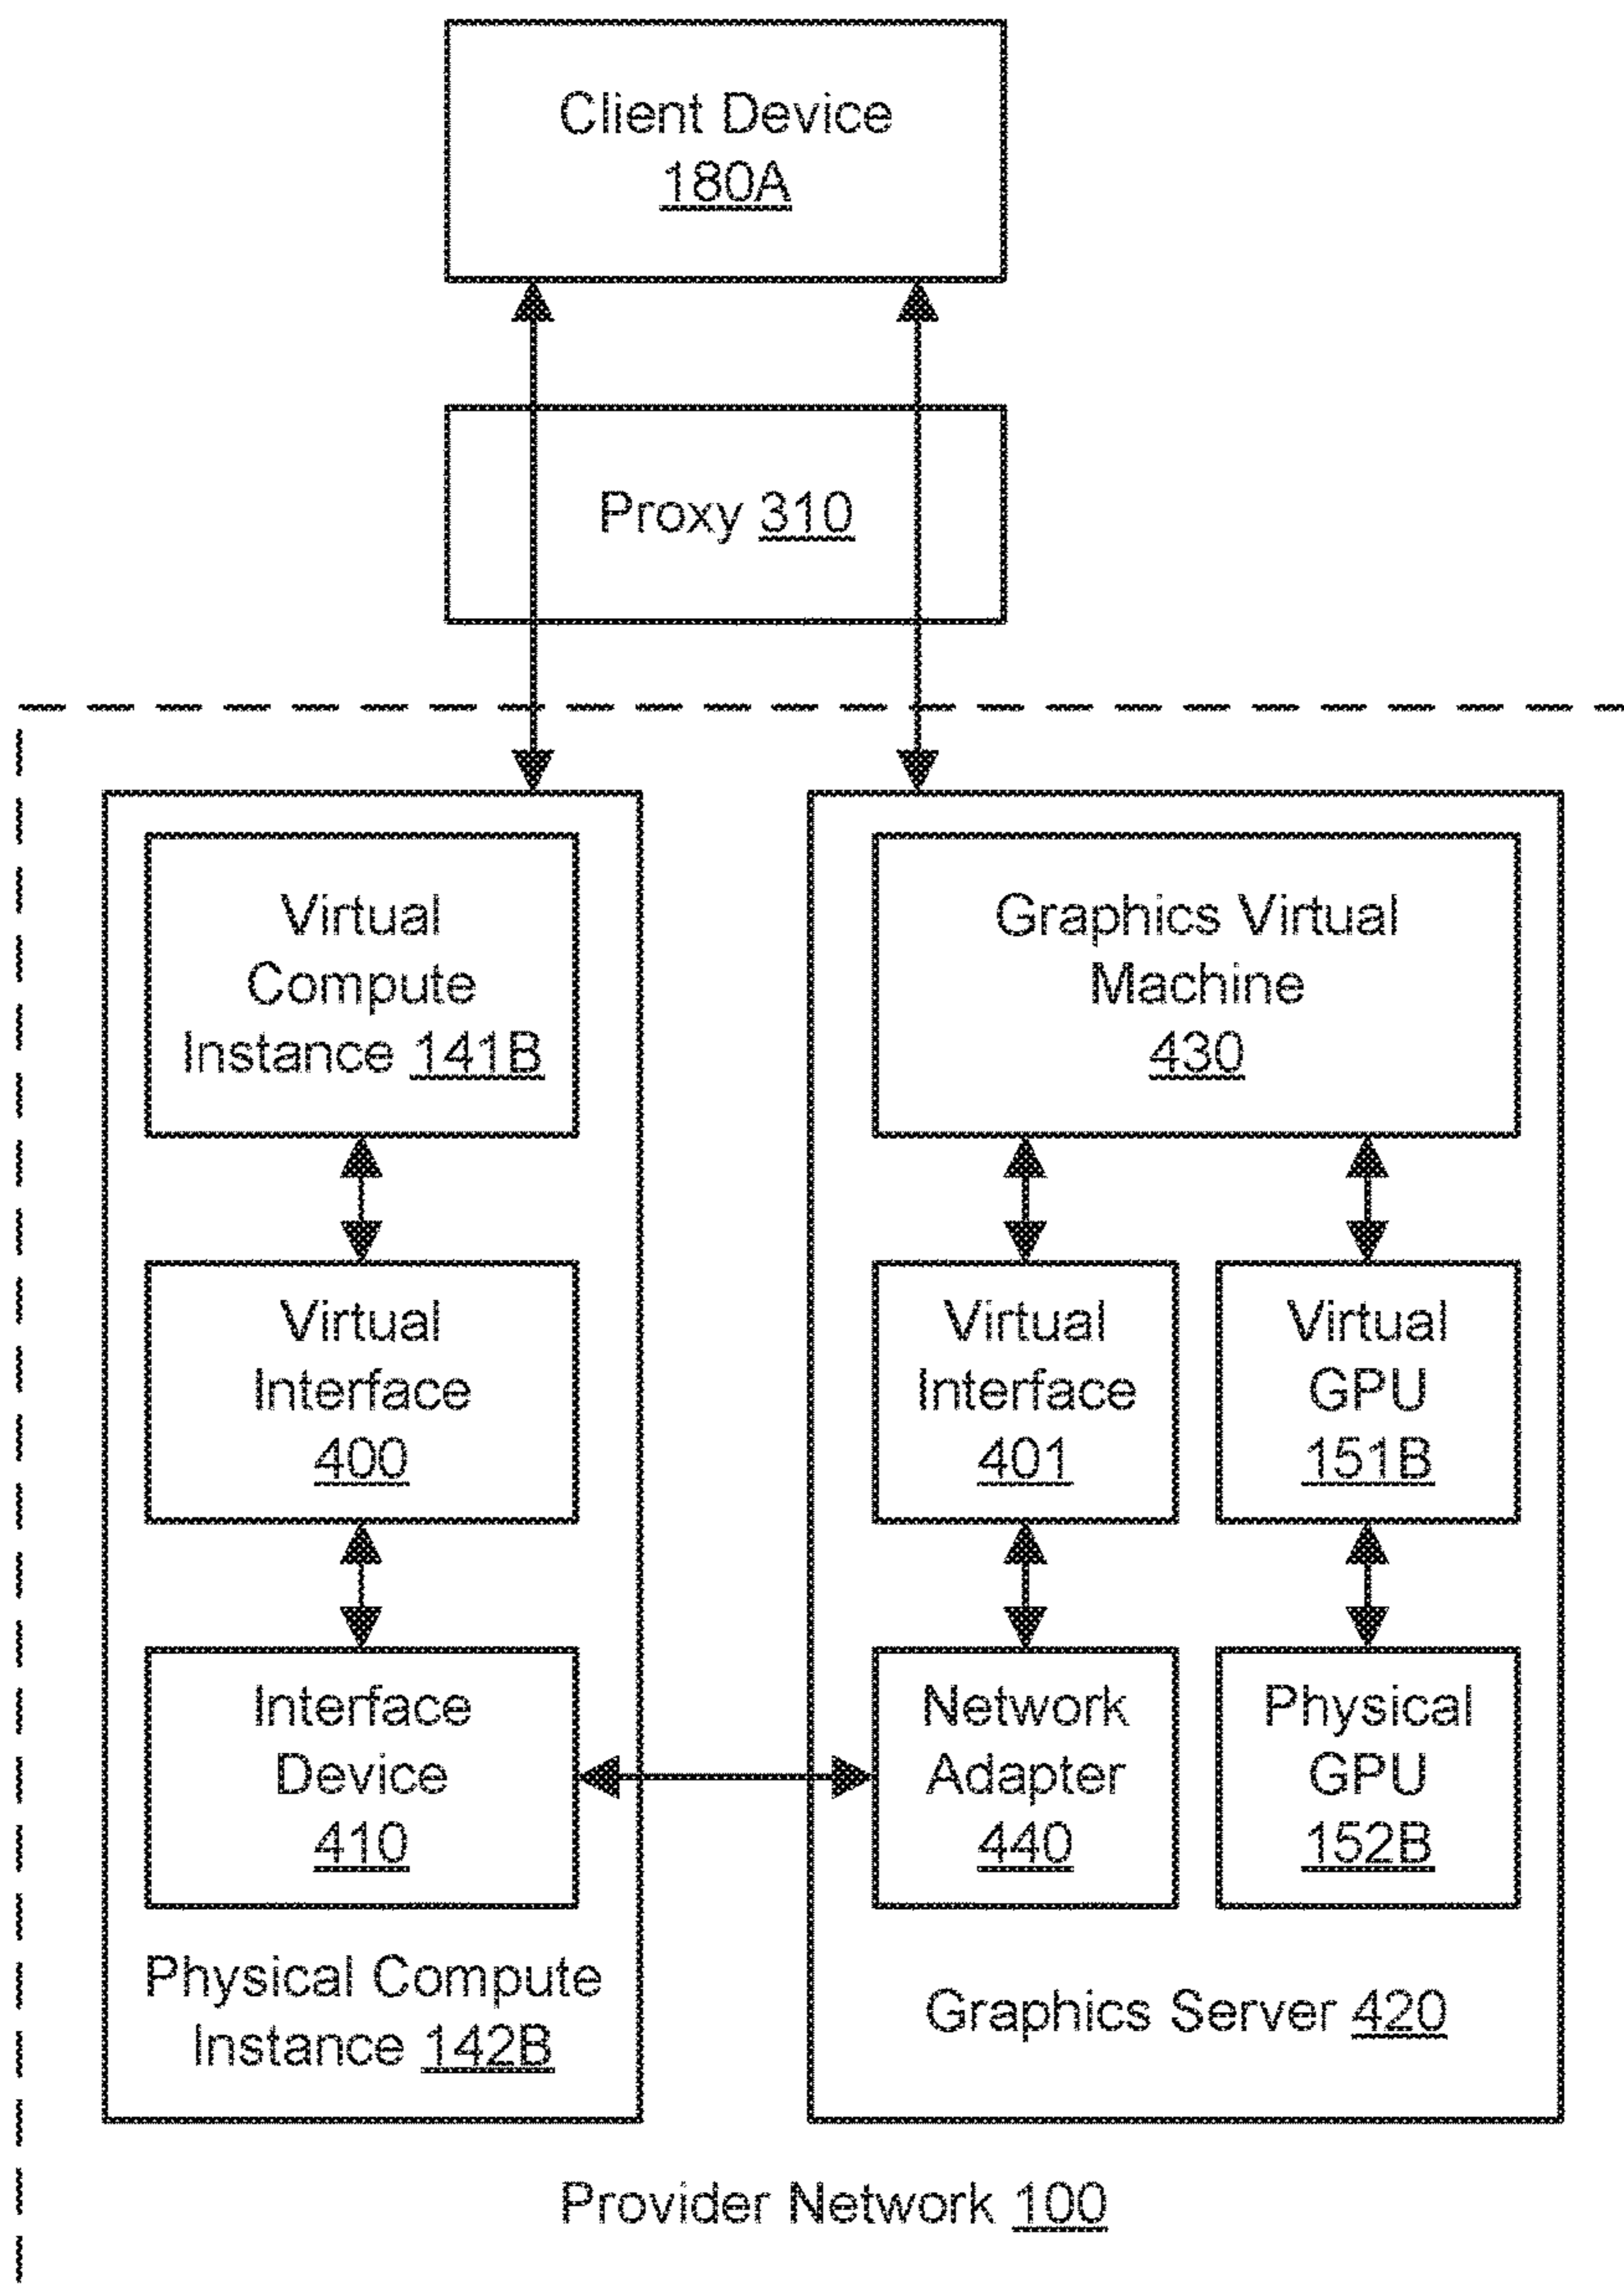 Client Device
180A
Proxy 310
Virtual
Compute
Instance 141B
Graphics Virtual
Machine
430
Virtual
Interface
400
Virtual
Interface
401
Virtual
GPU
151B
Interface
Device
410
Network
Adapter
440
Physical
GPU
152B
Physical Compute
Instance 142B
Graphics Server 420
Provider Network 100